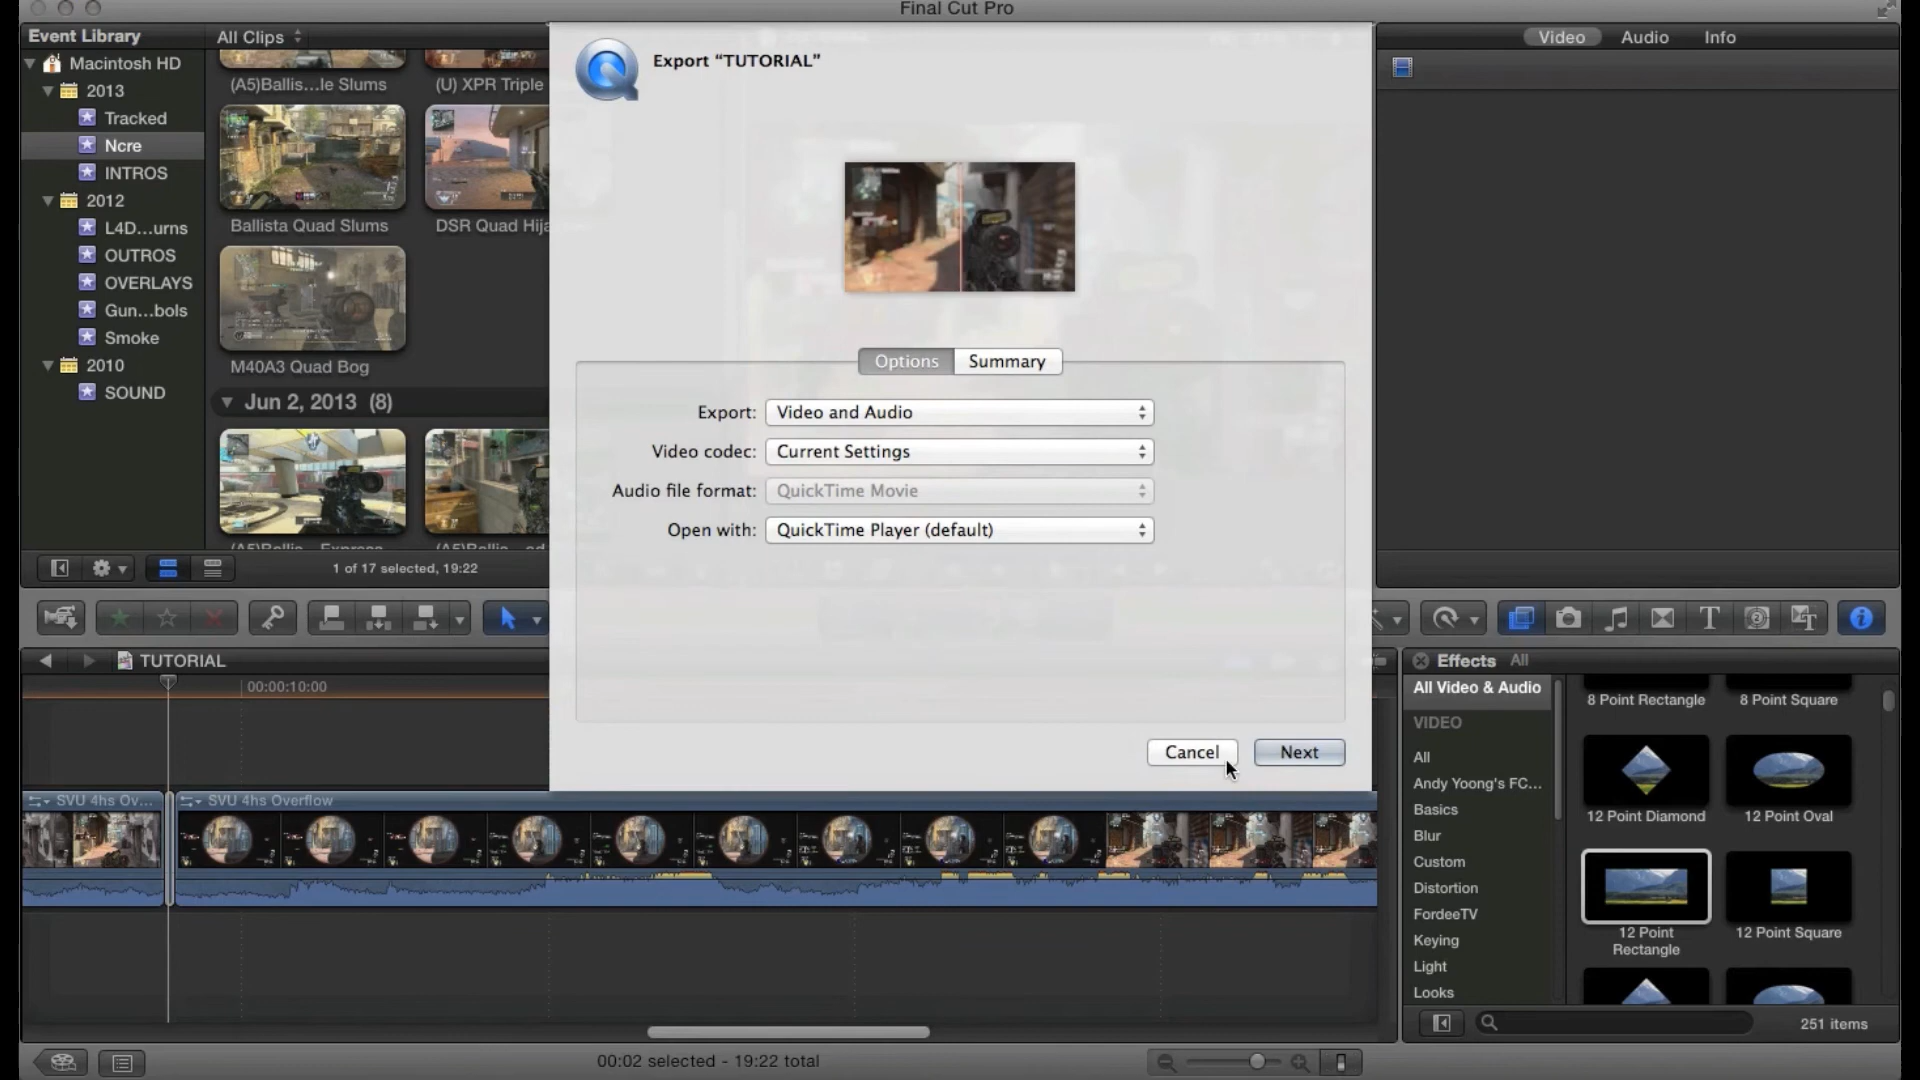 Final Cut Pro
Event Library
All Clips
Macintosh HD
2013
Tracked
Ncre
INTROS
2012
L4D...urns
OUTROS
OVERLAYS
Gun...bols
Smoke
2010
SOUND
(A5)Ballis...le Slums
(U) XPR Triple
Ballista Quad Slums
DSR Quad Hija
M40A3 Quad Bog
Jun 2, 2013 (8)
1 of 17 selected, 19:22
Export “TUTORIAL”
Options
Summary
Export: Video and Audio
Video codec: Current Settings
Audio file format: QuickTime Movie
Open with: QuickTime Player (default)
Cancel
Next
Video
Audio
Info
TUTORIAL
00:00:10:00
SVU 4hs Ov...
SVU 4hs Overflow
Effects All
All Video & Audio
VIDEO
All
Andy Yoong's FC...
Basics
Blur
Custom
Distortion
FordeeTV
Keying
Light
Looks
8 Point Rectangle
8 Point Square
12 Point Diamond
12 Point Oval
12 Point
Rectangle
12 Point Square
251 items
00:02 selected - 19:22 total